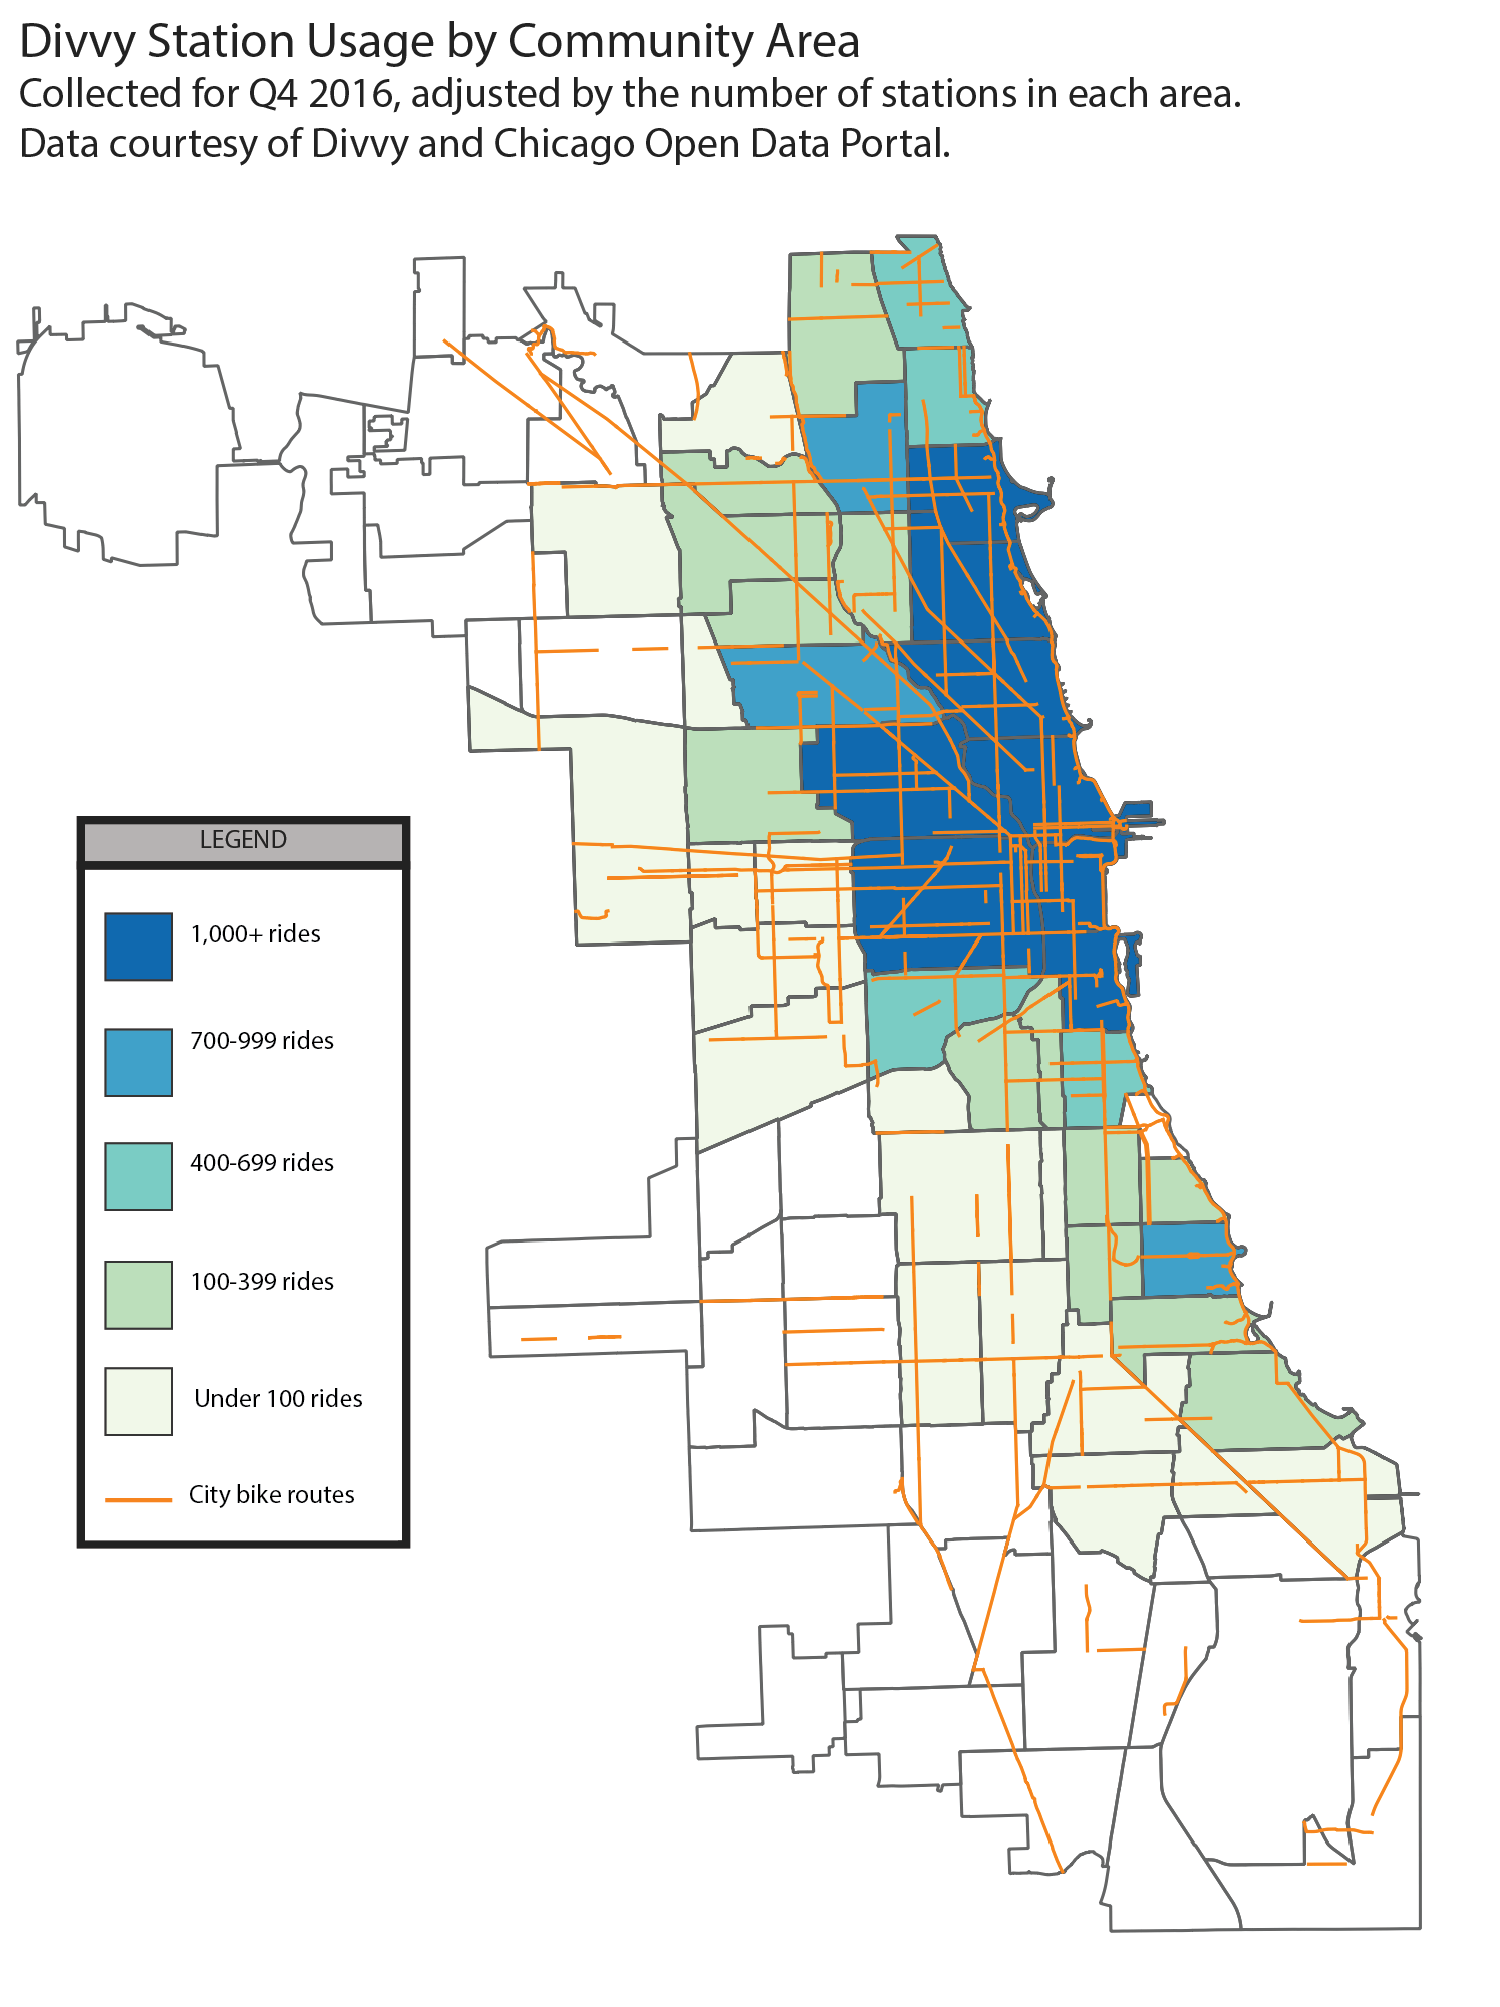 Divvy Station Usage by Community Area
Collected for Q4 2016, adjusted by the number of stations in each area.
Data courtesy of Divvy and Chicago Open Data Portal.
LEGEND
1,000+ rides
700-999 rides
400-699 rides
100-399 rides
Under 100 rides
City bike routes